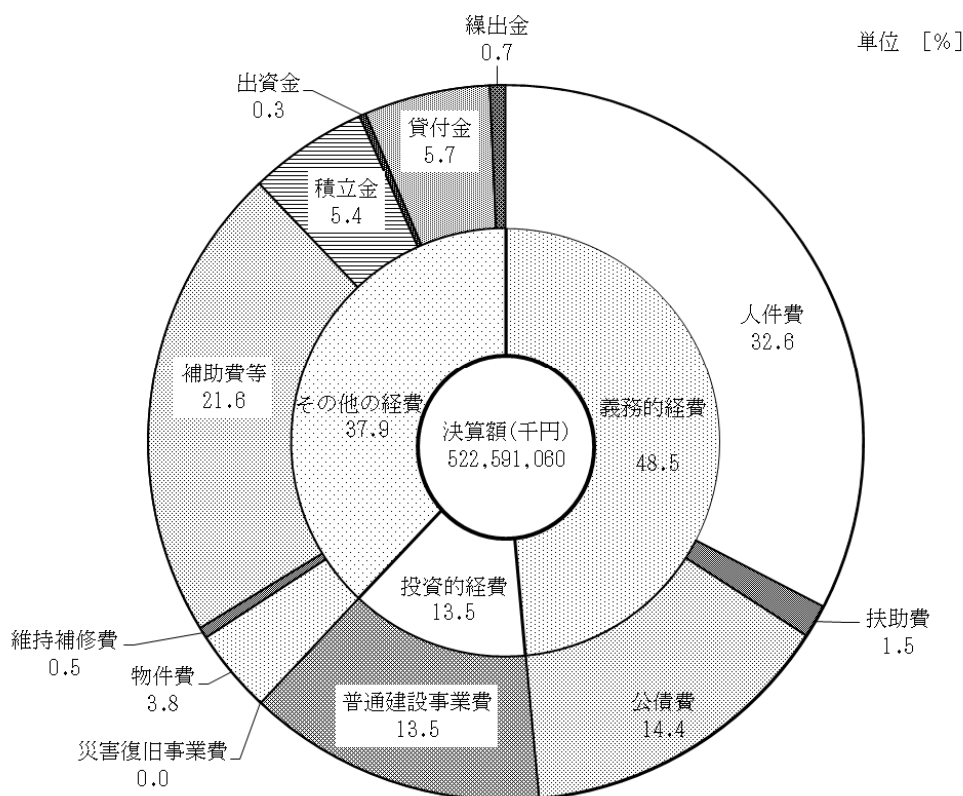 単位 [%]
繰出金
0.7
出資金
0.3
貸付金
5.7
積立金
5.4
人件費
32.6
補助費等
21.6
その他の経費
37.9
義務的経費
48.5
決算額(千円)
522,591,060
投資的経費
13.5
扶助費
1.5
維持補修費
0.5
物件費
3.8
普通建設事業費
13.5
公債費
14.4
災害復旧事業費
0.0